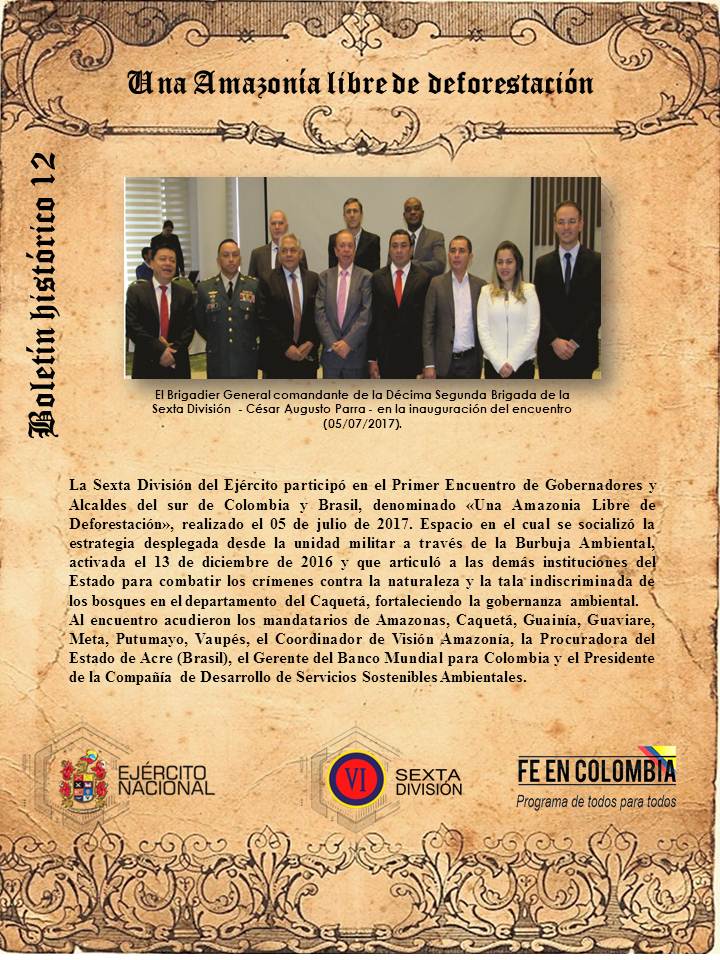 Una Amazonía libre de deforestación
Boletín histórico 12
El Brigadier General comandante de la Décima Segunda Brigada de la
Sexta División - César Augusto Parra - en la inauguración del encuentro
(05/07/2017).
La Sexta División del Ejército participó en el Primer Encuentro de Gobernadores y
Alcaldes del sur de Colombia y Brasil, denominado «Una Amazonia Libre de
Deforestación», realizado el 05 de julio de 2017. Espacio en el cual se socializó la
estrategia desplegada desde la unidad militar a través de la Burbuja Ambiental,
activada el 13 de diciembre de 2016 y que articuló a las demás instituciones del
Estado para combatir los crímenes contra la naturaleza y la tala indiscriminada de
los bosques en el departamento del Caquetá, fortaleciendo la gobernanza ambiental.
Al encuentro acudieron los mandatarios de Amazonas, Caquetá, Guainía, Guaviare,
Meta, Putumayo, Vaupés, el Coordinador de Visión Amazonía, la Procuradora del
Estado de Acre (Brasil), el Gerente del Banco Mundial para Colombia y el Presidente
de la Compañía de Desarrollo de Servicios Sostenibles Ambientales.
EJÉRCITO
NACIONAL
VI
SEXTA
DIVISIÓN
FE EN COLOMBIA
Programa de todos para todos